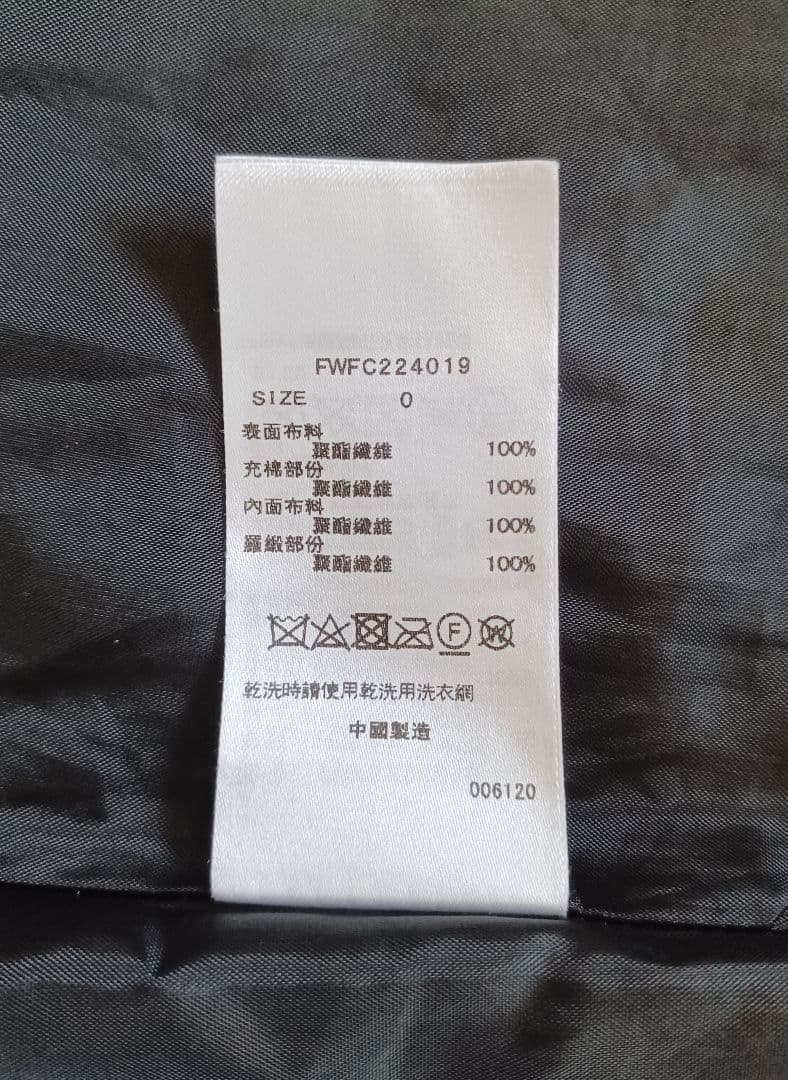 FWFC224019
SIZE 0
表面布料
聚酯纖維 100%
充棉部份
聚酯纖維 100%
內面布料
聚酯纖維 100%
羅緞部份
聚酯纖維 100%
F W
乾洗時請使用乾洗用洗衣網
中國製造
006120